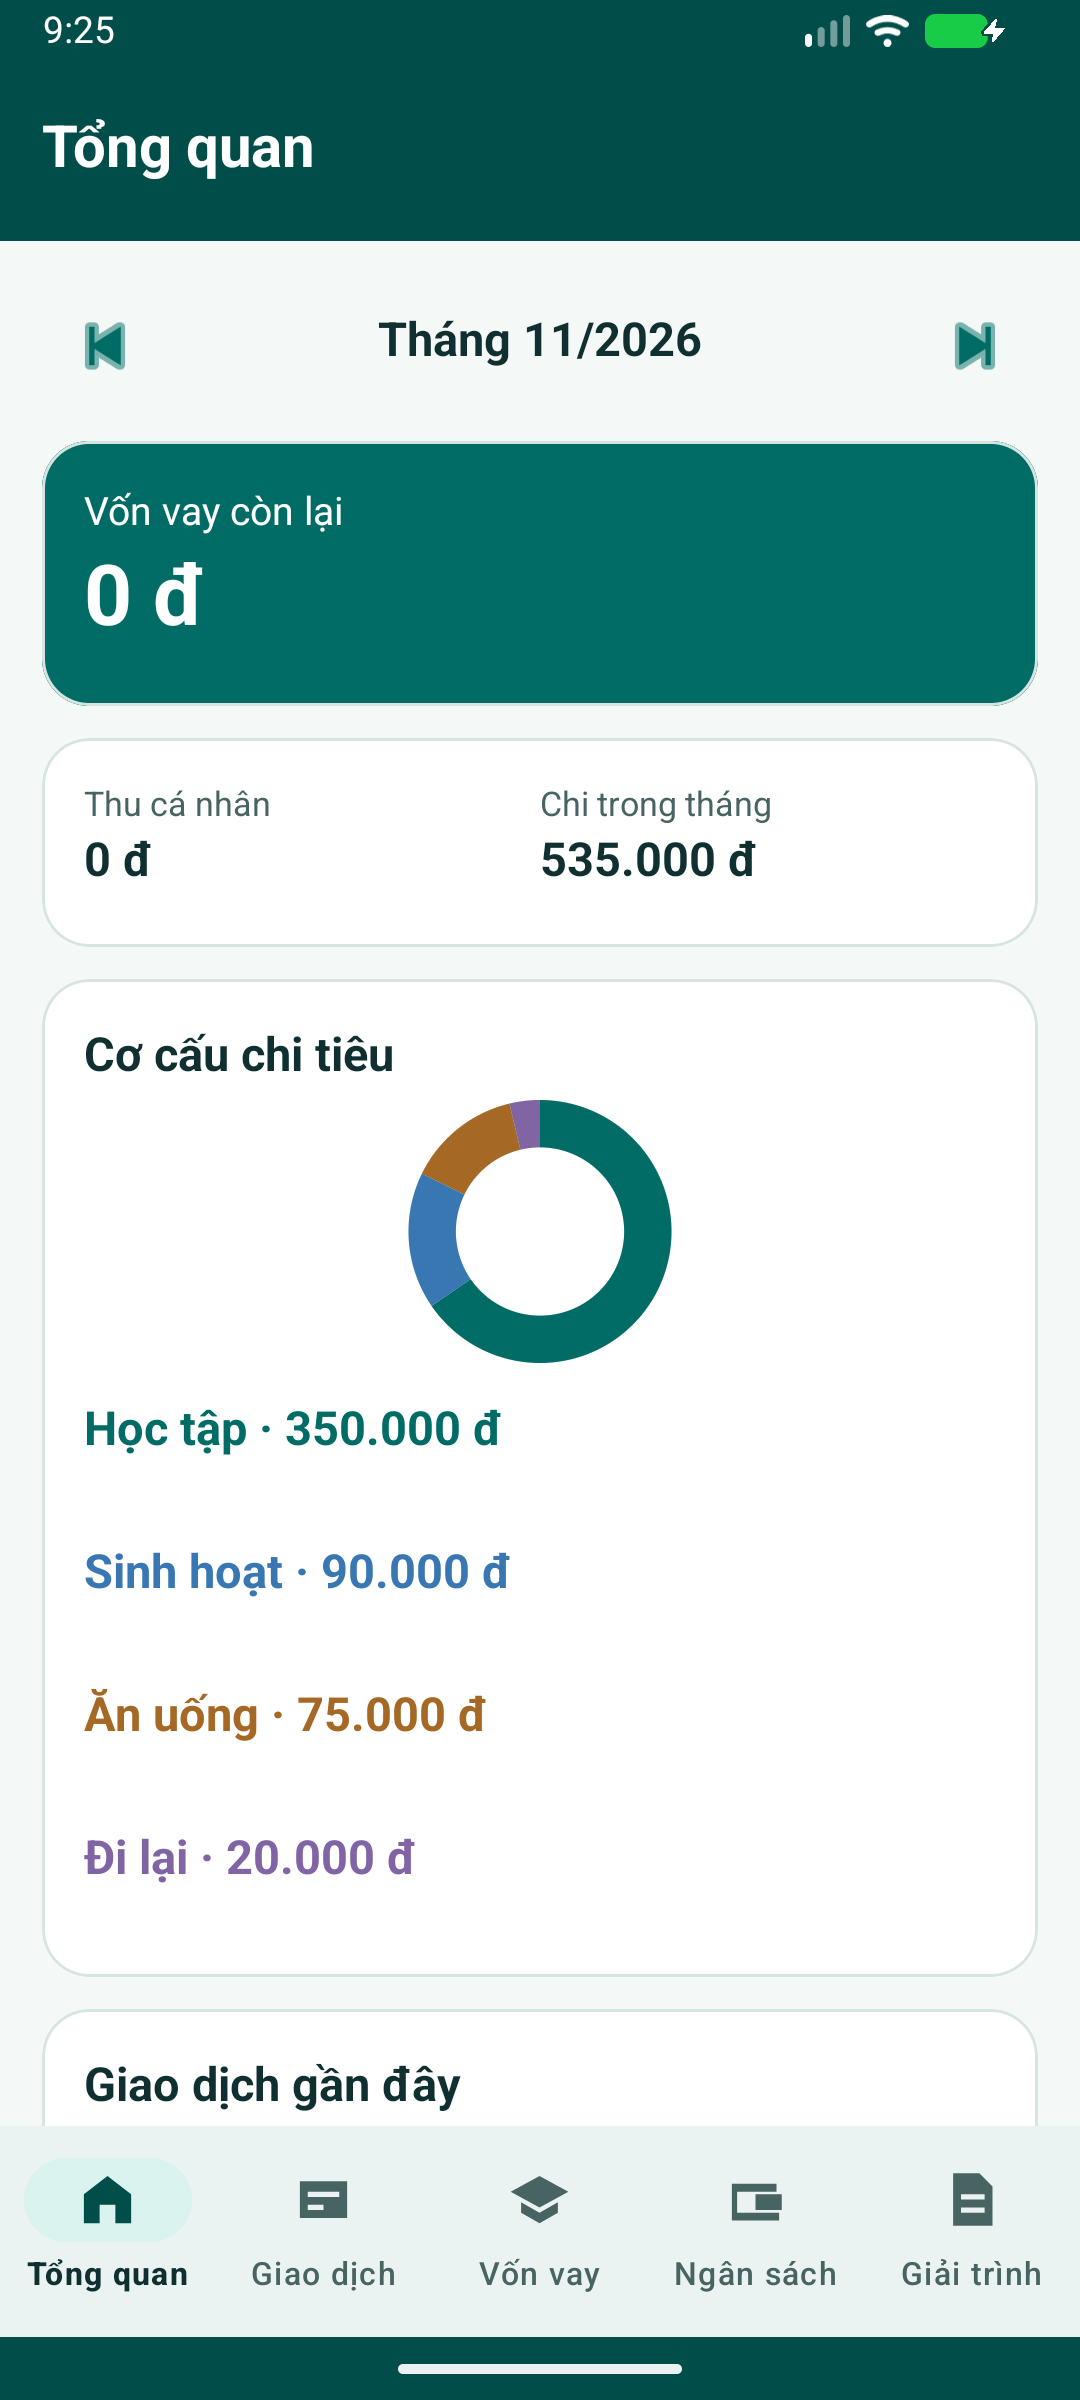 9:25
Tổng quan
Tháng 11/2026
Vốn vay còn lại
0 đ
Thu cá nhân
0 đ
Chi trong tháng
535.000 đ
Cơ cấu chi tiêu
Học tập · 350.000 đ
Sinh hoạt · 90.000 đ
Ăn uống · 75.000 đ
Đi lại · 20.000 đ
Giao dịch gần đây
Tổng quan
Giao dịch
Vốn vay
Ngân sách
Giải trình